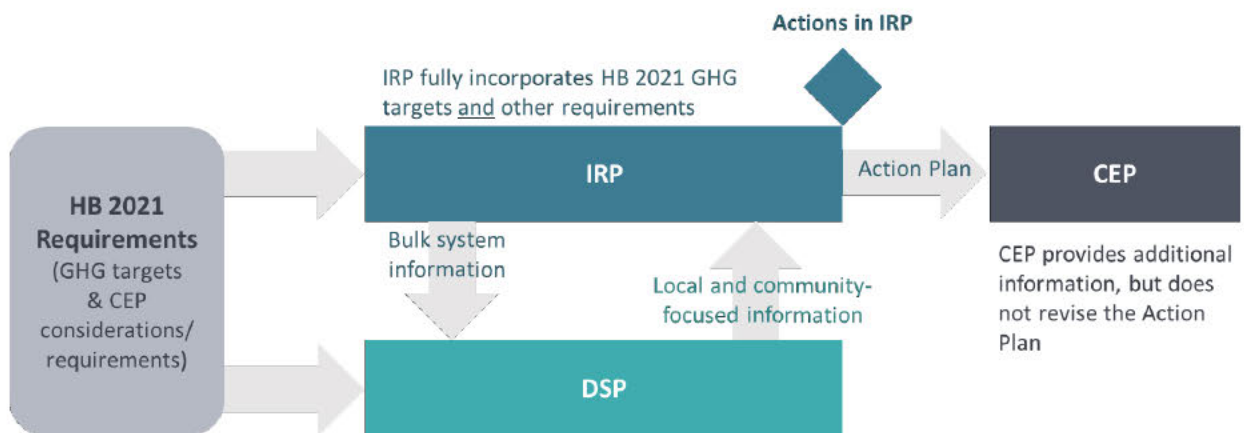 Actions in IRP
IRP fully incorporates HB 2021 GHG
targets and other requirements
HB 2021
Requirements
(GHG targets
& CEP
considerations/
requirements)
IRP
Action Plan
CEP
Bulk system
information
Local and community-
focused information
CEP provides additional
information, but does
not revise the Action
Plan
DSP